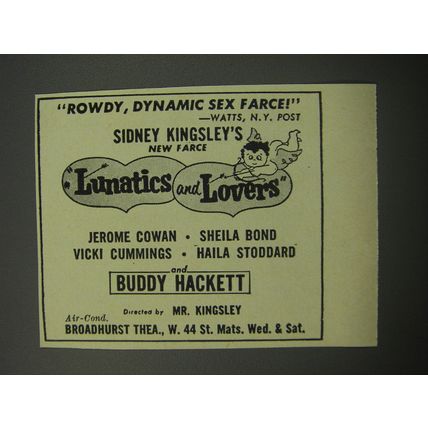 "ROWDY, DYNAMIC SEX FARCE!"
—WATTS, N.Y. POST
SIDNEY KINGSLEY'S
NEW FARCE
"Lunatics and Lovers"
JEROME COWAN • SHEILA BOND
VICKI CUMMINGS • HAILA STODDARD
and
BUDDY HACKETT
Directed by MR. KINGSLEY
Air-Cond.
BROADHURST THEA., W. 44 St. Mats. Wed. & Sat.